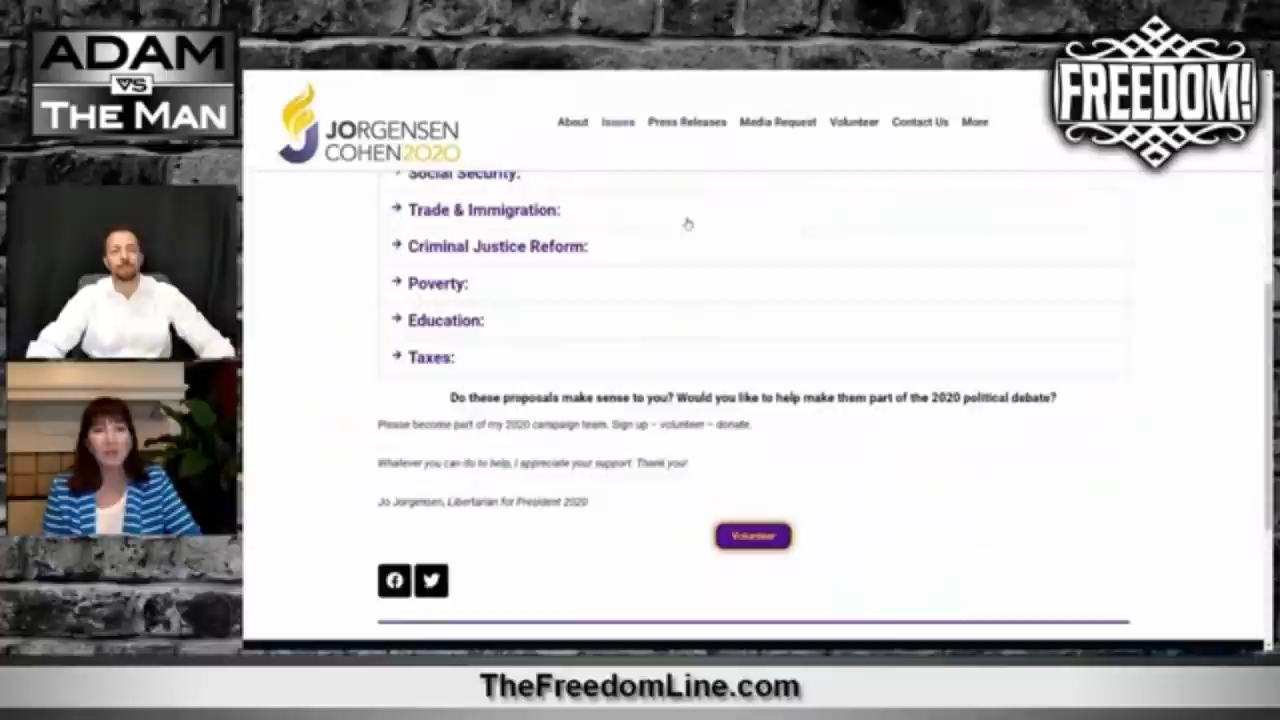 ADAM
VS
THE MAN
FREEDOM!
JORGENSEN
COHEN2020
About Issues Press Releases Media Request Volunteer Contact Us More
Social Security:
Trade & Immigration:
Criminal Justice Reform:
Poverty:
Education:
Taxes:
Do these proposals make sense to you? Would you like to help make them part of the 2020 political debate?
Please become part of my 2020 campaign team. Sign up – volunteer – donate.
Whatever you can do to help, I appreciate your support. Thank you!
Jo Jorgensen, Libertarian for President 2020
Volunteer
TheFreedomLine.com